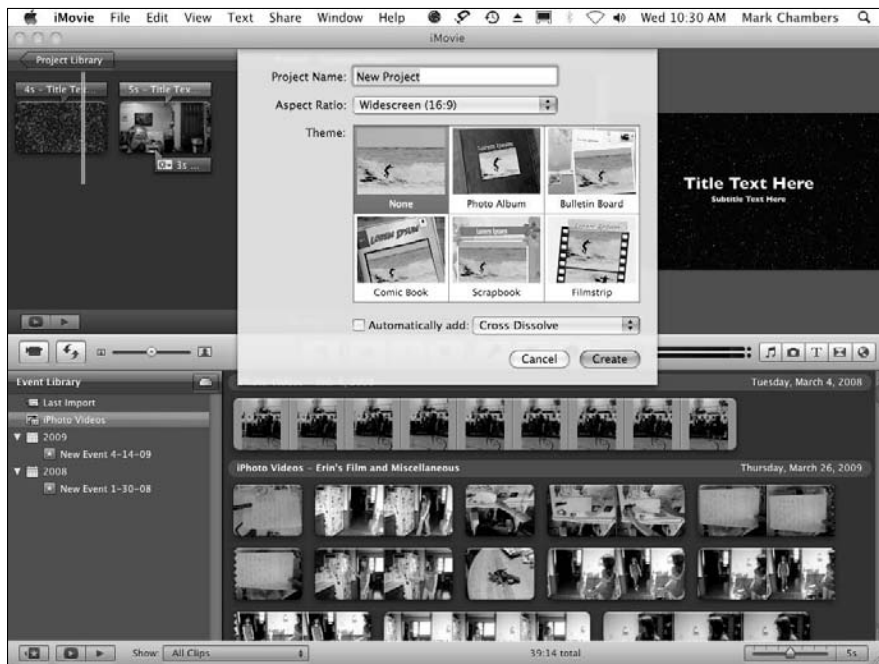 iMovie File Edit View Text Share Window Help Wed 10:30 AM Mark Chambers
iMovie
Project Library
4s - Title Te...
5s - Title Tex...
3s ...
Project Name: New Project
Aspect Ratio: Widescreen (16:9)
Theme:
None Photo Album Bulletin Board
Comic Book Scrapbook Filmstrip
Automatically add: Cross Dissolve
Cancel Create
Title Text Here
Subtitle Text Here
Event Library
Last Import
iPhoto Videos
2009
New Event 4-14-09
2008
New Event 1-30-08
Tuesday, March 4, 2008
iPhoto Videos – Erin's Film and Miscellaneous Thursday, March 26, 2009
Show: All Clips 39:14 total 5s